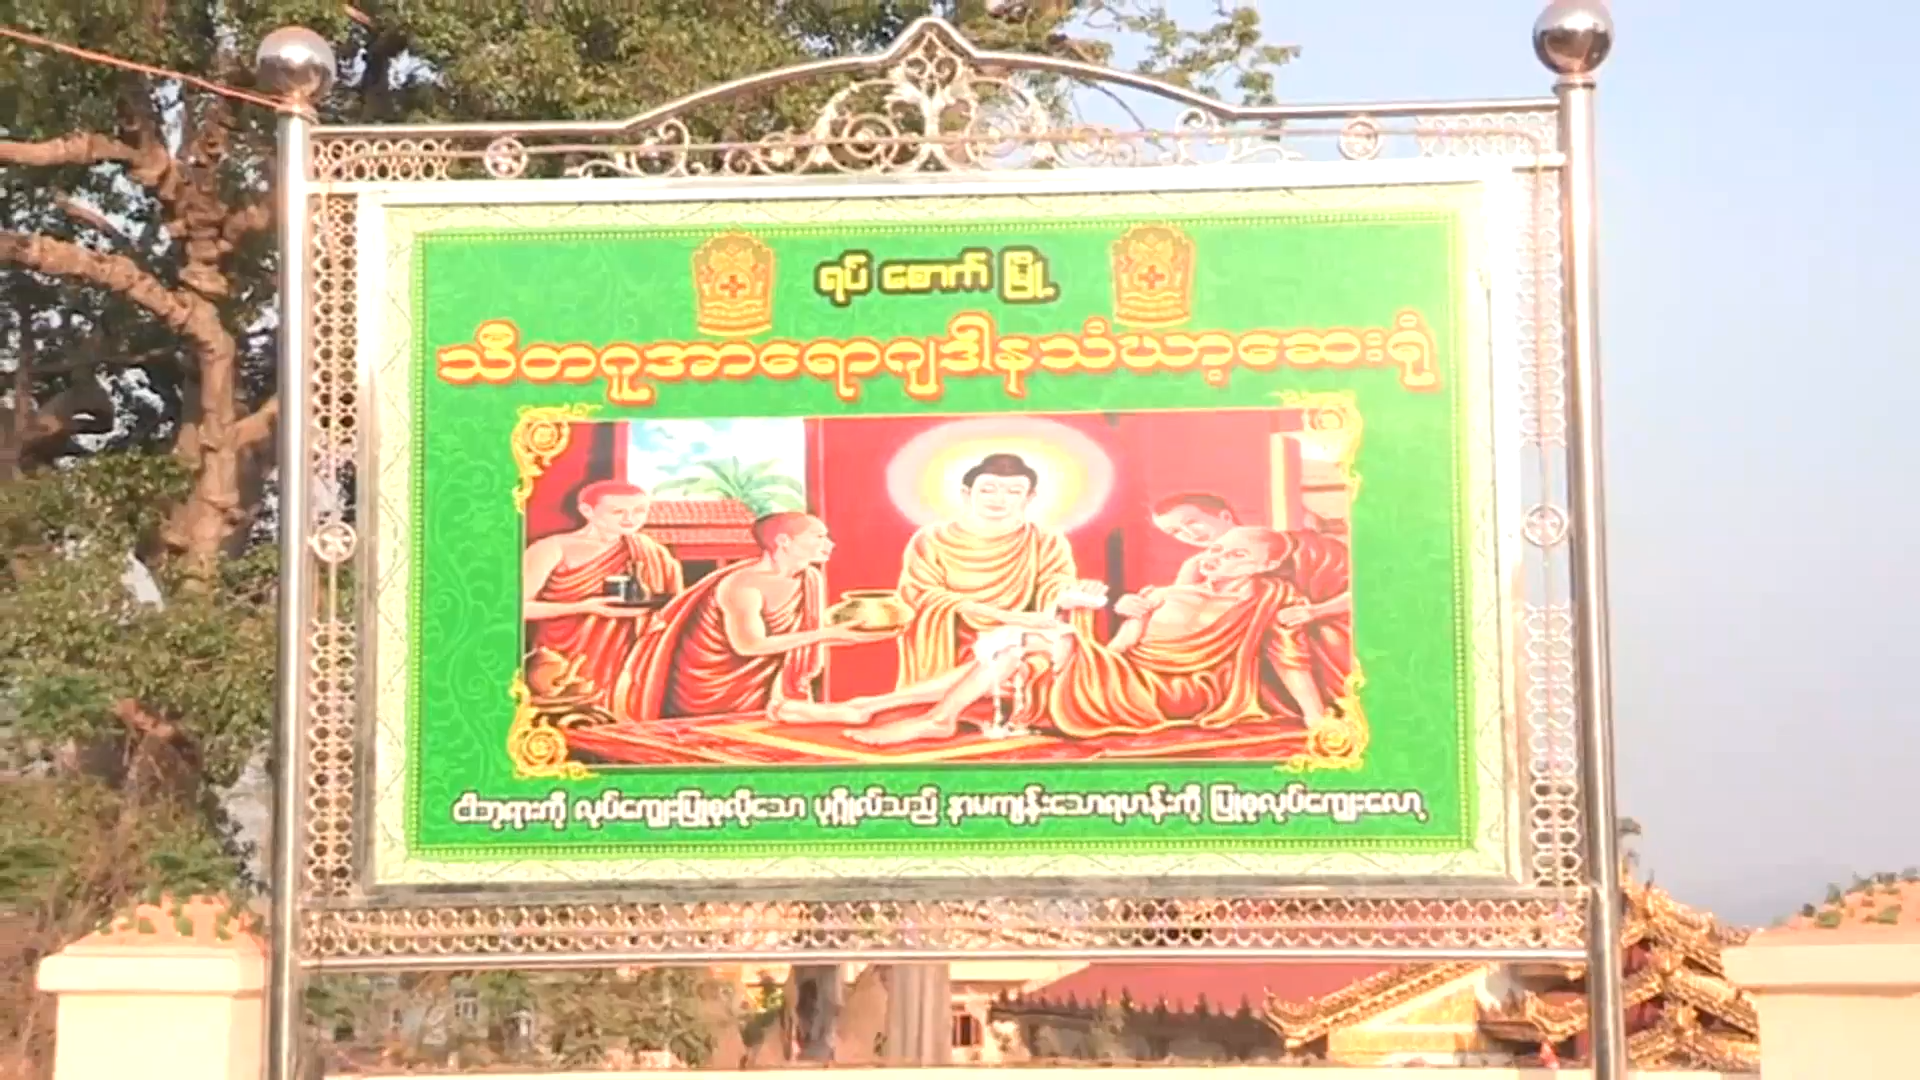 ရပ် စောက် မြို့
သီတဂူအာရောဂျဒါနသံဃာ့ဆေးရုံ
ငါဘုရားကို လုပ်ကျွေးပြုစုလိုသော ပုဂ္ဂိုလ်သည် နာမကျန်းသောရဟန်းကို ပြုစုလုပ်ကျွေးလော့